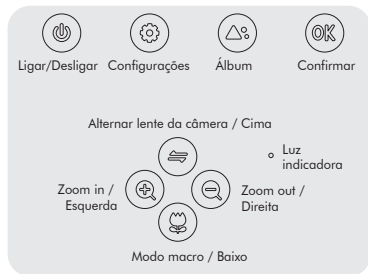 OK
Ligar/Desligar
Configurações
Álbum
Confirmar
Alternar lente da câmera / Cima
Luz
indicadora
Zoom in /
Esquerda
Zoom out /
Direita
Modo macro / Baixo